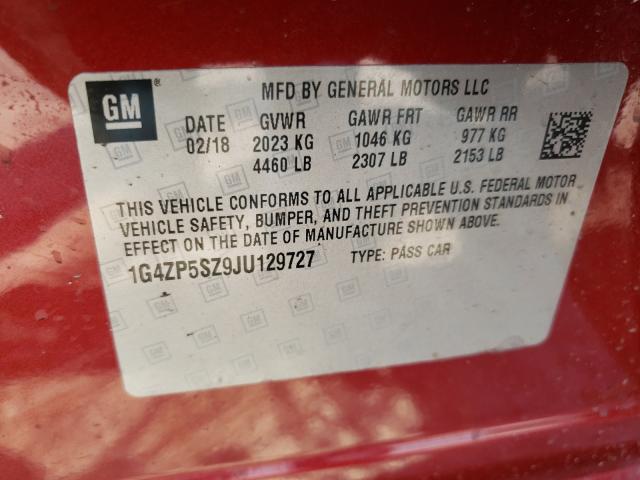 GM
®
MFD BY GENERAL MOTORS LLC
DATE GVWR GAWR FRT GAWR RR
02/18 2023 KG 1046 KG 977 KG
4460 LB 2307 LB 2153 LB
THIS VEHICLE CONFORMS TO ALL APPLICABLE U.S. FEDERAL MOTOR
VEHICLE SAFETY, BUMPER, AND THEFT PREVENTION STANDARDS IN
EFFECT ON THE DATE OF MANUFACTURE SHOWN ABOVE.
1G4ZP5SZ9JU129727 TYPE: PASS CAR